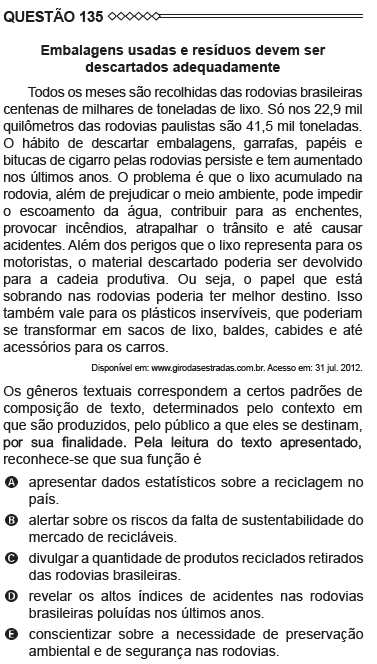 QUESTÃO 135
Embalagens usadas e resíduos devem ser
descartados adequadamente
Todos os meses são recolhidas das rodovias brasileiras
centenas de milhares de toneladas de lixo. Só nos 22,9 mil
quilômetros das rodovias paulistas são 41,5 mil toneladas.
O hábito de descartar embalagens, garrafas, papéis e
bitucas de cigarro pelas rodovias persiste e tem aumentado
nos últimos anos. O problema é que o lixo acumulado na
rodovia, além de prejudicar o meio ambiente, pode impedir
o escoamento da água, contribuir para as enchentes,
provocar incêndios, atrapalhar o trânsito e até causar
acidentes. Além dos perigos que o lixo representa para os
motoristas, o material descartado poderia ser devolvido
para a cadeia produtiva. Ou seja, o papel que está
sobrando nas rodovias poderia ter melhor destino. Isso
também vale para os plásticos inservíveis, que poderiam
se transformar em sacos de lixo, baldes, cabides e até
acessórios para os carros.
Disponível em: www.girodasestradas.com.br. Acesso em: 31 jul. 2012.
Os gêneros textuais correspondem a certos padrões de
composição de texto, determinados pelo contexto em
que são produzidos, pelo público a que eles se destinam,
por sua finalidade. Pela leitura do texto apresentado,
reconhece-se que sua função é
A apresentar dados estatísticos sobre a reciclagem no
país.
B alertar sobre os riscos da falta de sustentabilidade do
mercado de recicláveis.
C divulgar a quantidade de produtos reciclados retirados
das rodovias brasileiras.
D revelar os altos índices de acidentes nas rodovias
brasileiras poluídas nos últimos anos.
E conscientizar sobre a necessidade de preservação
ambiental e de segurança nas rodovias.